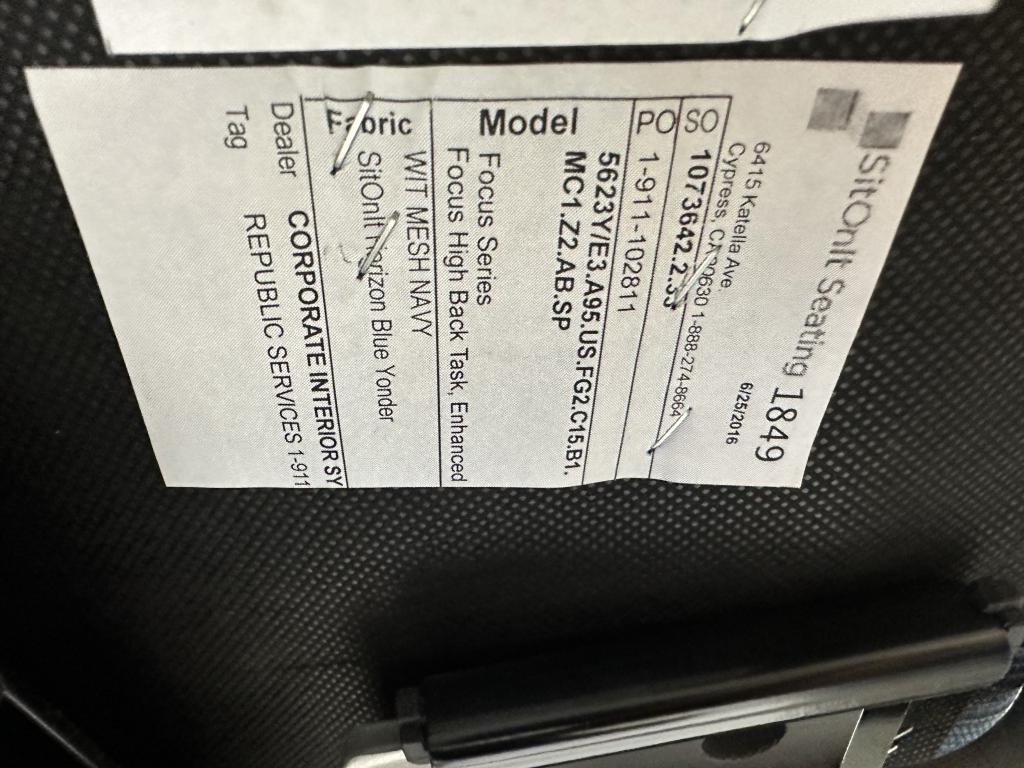 SitOnIt Seating 1849
6415 Katella Ave. 6/25/2016
Cypress, CA 90630 1-888-274-8664
SO 1073642.2.33
PO 1-911-102811
Model 5623Y/E3.A95.US.FG2.C15.B1.
MC1.Z2.AB.SP
Focus Series
Focus High Back Task, Enhanced
Fabric WIT MESH NAVY
SitOnIt Horizon Blue Yonder
Dealer CORPORATE INTERIOR SY
Tag REPUBLIC SERVICES 1-911